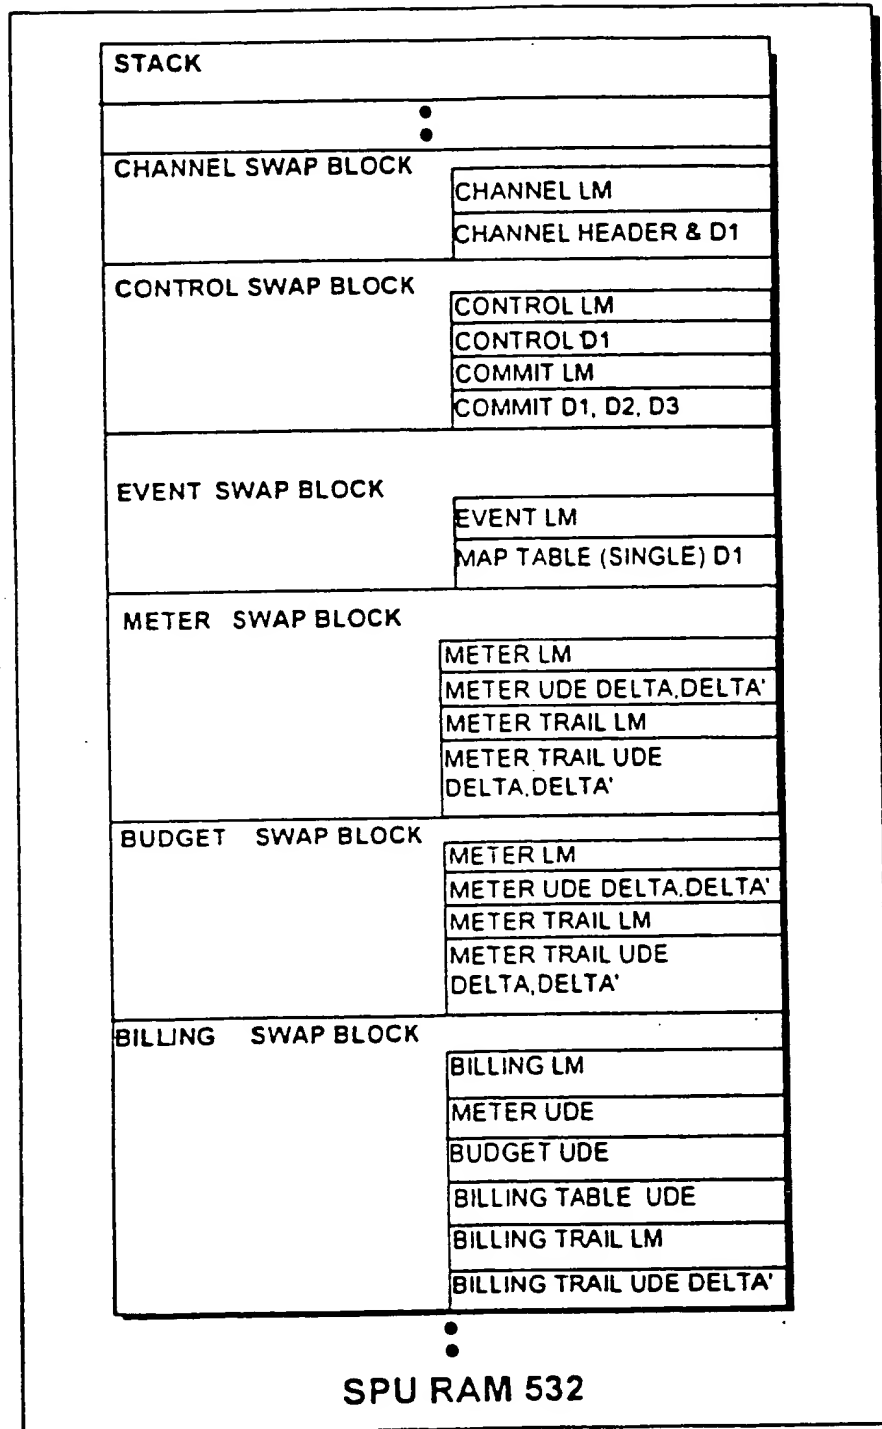 STACK
CHANNEL SWAP BLOCK
CHANNEL LM
CHANNEL HEADER & D1
CONTROL SWAP BLOCK
CONTROL LM
CONTROL D1
COMMIT LM
COMMIT D1, D2, D3
EVENT SWAP BLOCK
EVENT LM
MAP TABLE (SINGLE) D1
METER SWAP BLOCK
METER LM
METER UDE DELTA,DELTA'
METER TRAIL LM
METER TRAIL UDE
DELTA,DELTA'
BUDGET SWAP BLOCK
METER LM
METER UDE DELTA,DELTA'
METER TRAIL LM
METER TRAIL UDE
DELTA,DELTA'
BILLING SWAP BLOCK
BILLING LM
METER UDE
BUDGET UDE
BILLING TABLE UDE
BILLING TRAIL LM
BILLING TRAIL UDE DELTA'
SPU RAM 532